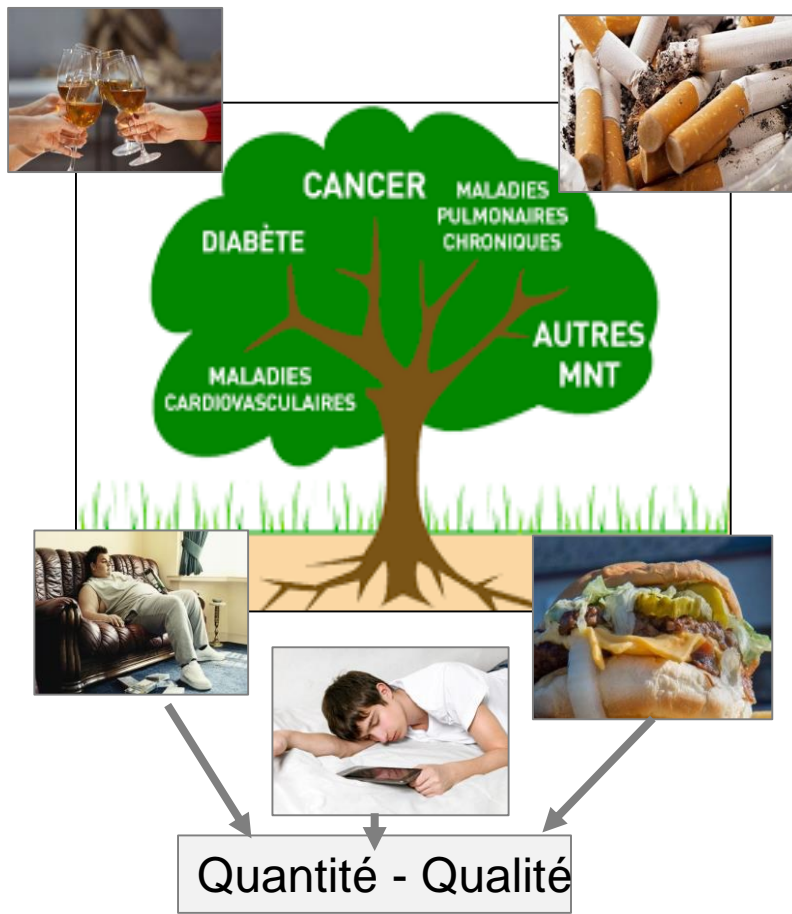 CANCER
MALADIES
PULMONAIRES
CHRONIQUES
DIABÈTE
AUTRES
MNT
MALADIES
CARDIOVASCULAIRES
Quantité - Qualité